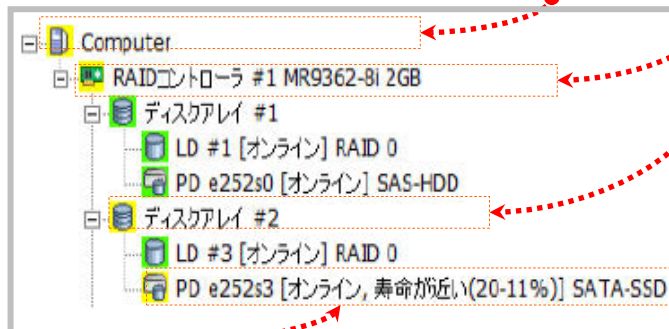 Computer
RAIDコントローラ #1 MR9362-8i 2GB
ディスクアレイ #1
LD #1 [オンライン] RAID 0
PD e252s0 [オンライン] SAS-HDD
ディスクアレイ #2
LD #3 [オンライン] RAID 0
PD e252s3 [オンライン, 寿命が近い(20-11%)] SATA-SSD